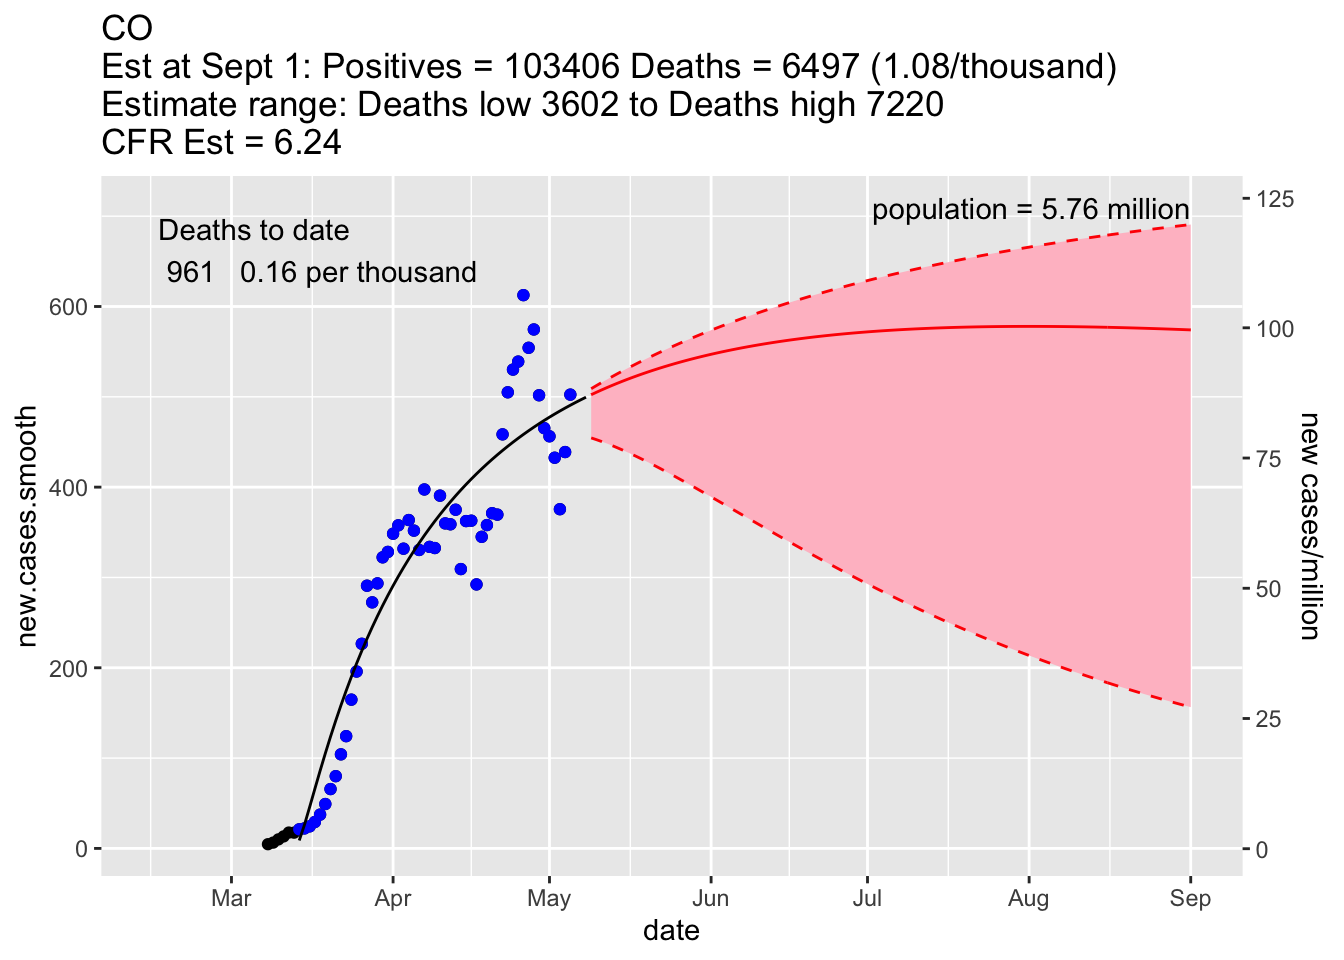 CO
Est at Sept 1: Positives = 103406 Deaths = 6497 (1.08/thousand)
Estimate range: Deaths low 3602 to Deaths high 7220
CFR Est = 6.24
Deaths to date
961 0.16 per thousand
population = 5.76 million
new.cases.smooth
600
400
200
0
125
100
75
50
25
0
new cases/million
Mar Apr May Jun Jul Aug Sep
date